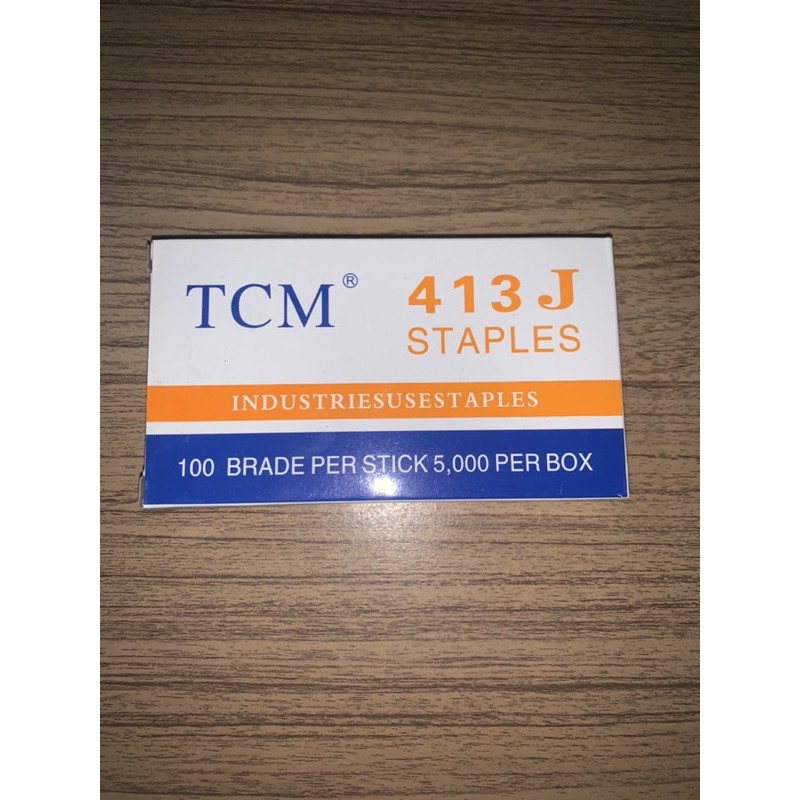 TCM®
413 J
STAPLES
INDUSTRIESUSESTAPLES
100 BRADE PER STICK 5,000 PER BOX